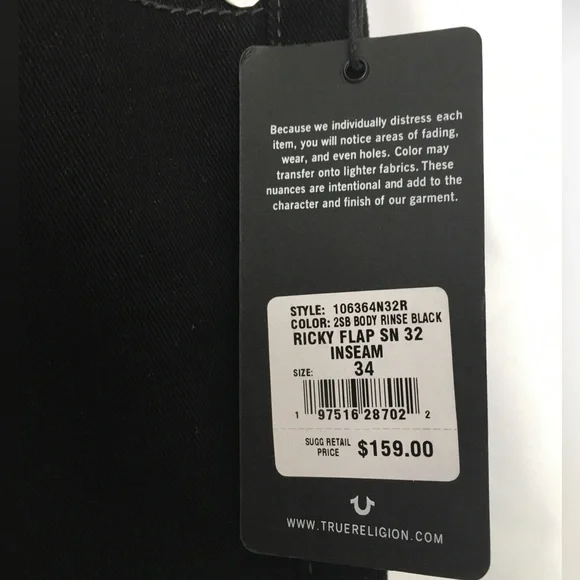 Because we individually distress each
item, you will notice areas of fading,
wear, and even holes. Color may
transfer onto lighter fabrics. These
nuances are intentional and add to the
character and finish of our garment.
STYLE: 106364N32R
COLOR: 2SB BODY RINSE BLACK
RICKY FLAP SN 32
INSEAM
SIZE: 34
1 97516 28702 2
SUGG RETAIL
PRICE $159.00
WWW.TRUERELIGION.COM